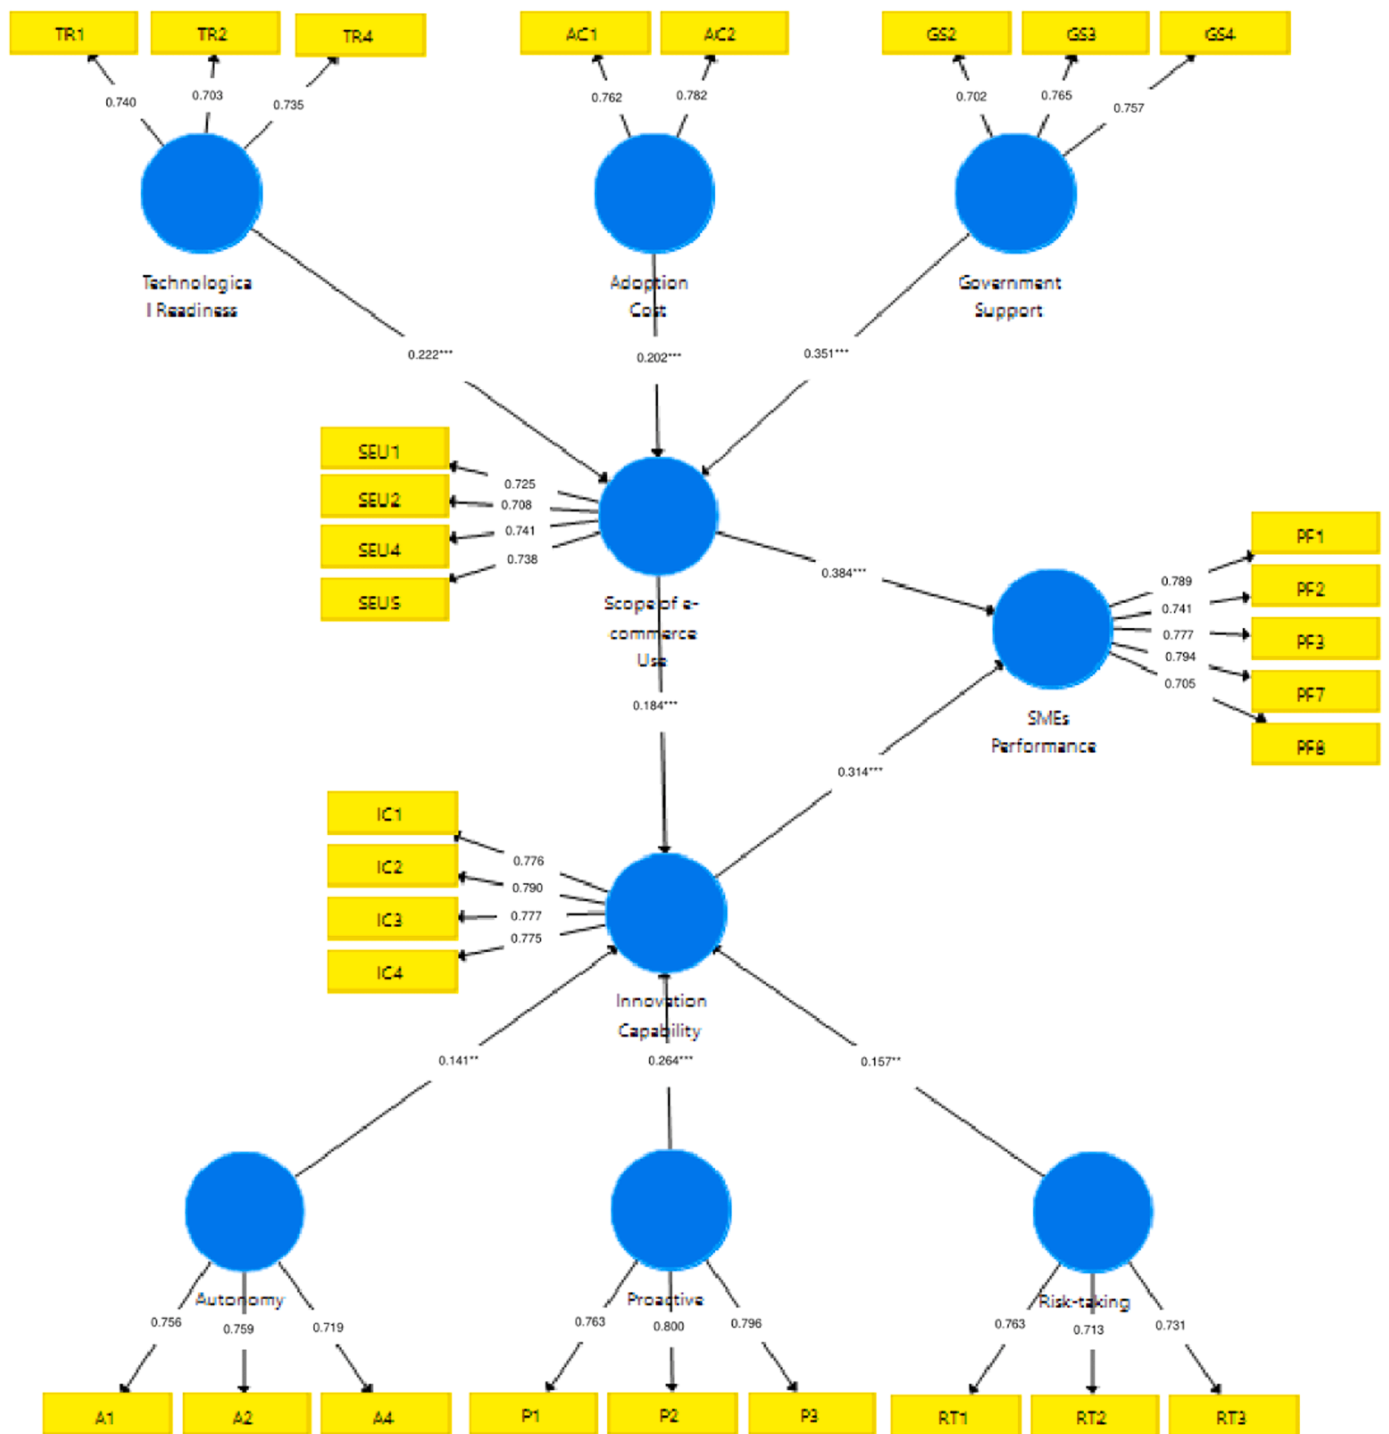 TR1
TR2
TR4
AC1
AC2
GS2
GS3
GS4
0.740
0.703
0.735
0.762
0.782
0.702
0.765
0.757
Technologica
l Readiness
Adoption
Cost
Government
Support
0.222***
0.202***
0.351***
SEU1
SEU2
SEU4
SEU5
0.725
0.708
0.741
0.738
Scope of e-
commerce
Use
0.384***
0.184***
PF1
PF2
PF3
PF7
PF8
0.789
0.741
0.777
0.794
0.705
SMEs
Performance
0.314***
IC1
IC2
IC3
IC4
0.776
0.790
0.777
0.775
Innovation
Capability
0.141**
0.264***
0.157**
Autonomy
Proactive
Risk-taking
0.756
0.759
0.719
0.763
0.800
0.796
0.763
0.713
0.731
A1
A2
A4
P1
P2
P3
RT1
RT2
RT3